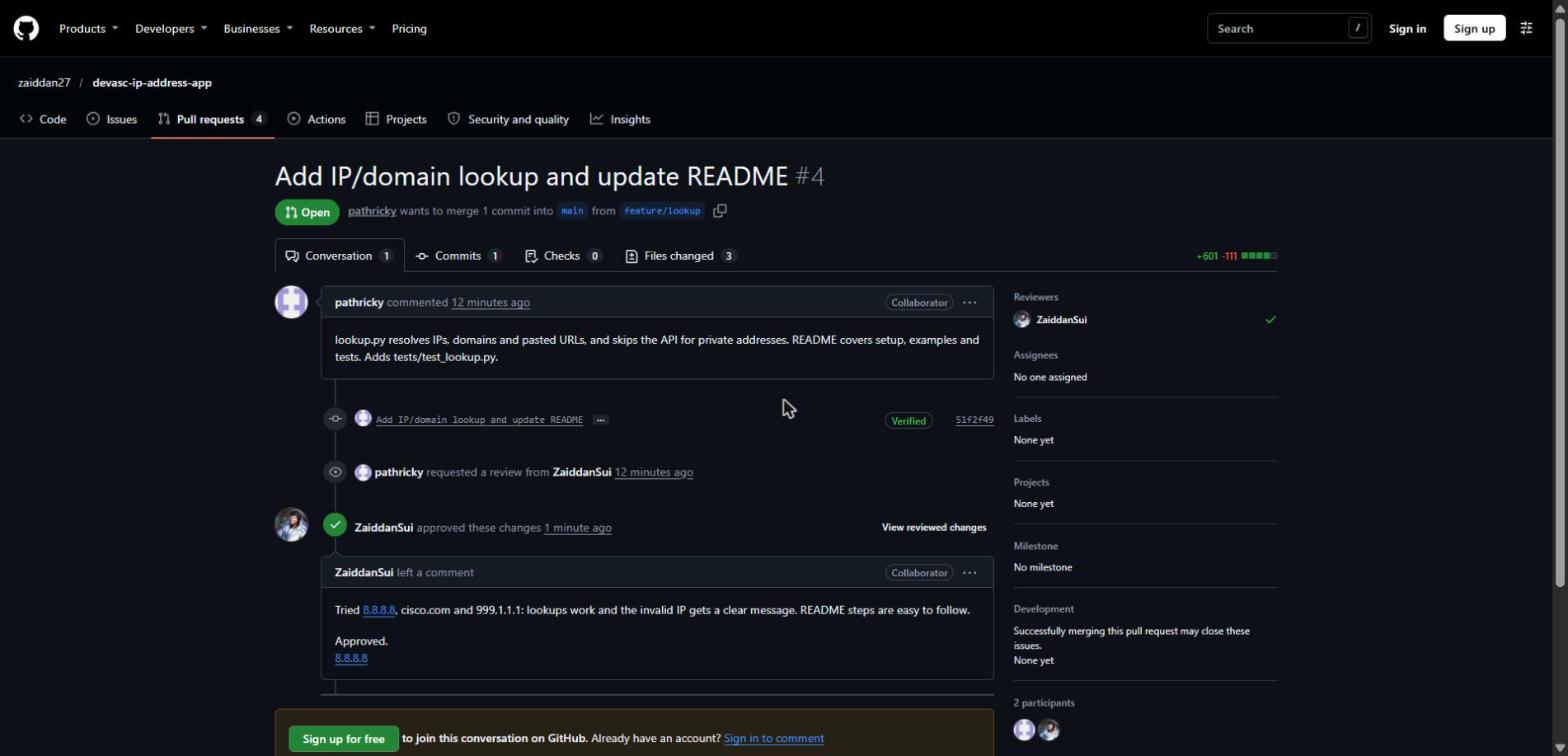 Products Developers Businesses Resources Pricing Search / Sign in Sign up
zaiddan27 / devasc-ip-address-app
Code Issues Pull requests 4 Actions Projects Security and quality Insights
Add IP/domain lookup and update README #4
Open pathricky wants to merge 1 commit into main from feature/lookup
Conversation 1 Commits 1 Checks 0 Files changed 3 +601 -111
pathricky commented 12 minutes ago Collaborator ...
lookup.py resolves IPs, domains and pasted URLs, and skips the API for private addresses. README covers setup, examples and
tests. Adds tests/test_lookup.py.
Add IP/domain lookup and update README ... Verified 51f2f49
pathricky requested a review from ZaiddanSui 12 minutes ago
ZaiddanSui approved these changes 1 minute ago View reviewed changes
ZaiddanSui left a comment Collaborator ...
Tried 8.8.8.8, cisco.com and 999.1.1.1: lookups work and the invalid IP gets a clear message. README steps are easy to follow.
Approved.
8.8.8.8
Sign up for free to join this conversation on GitHub. Already have an account? Sign in to comment
Reviewers
ZaiddanSui
Assignees
No one assigned
Labels
None yet
Projects
None yet
Milestone
No milestone
Development
Successfully merging this pull request may close these
issues.
None yet
2 participants